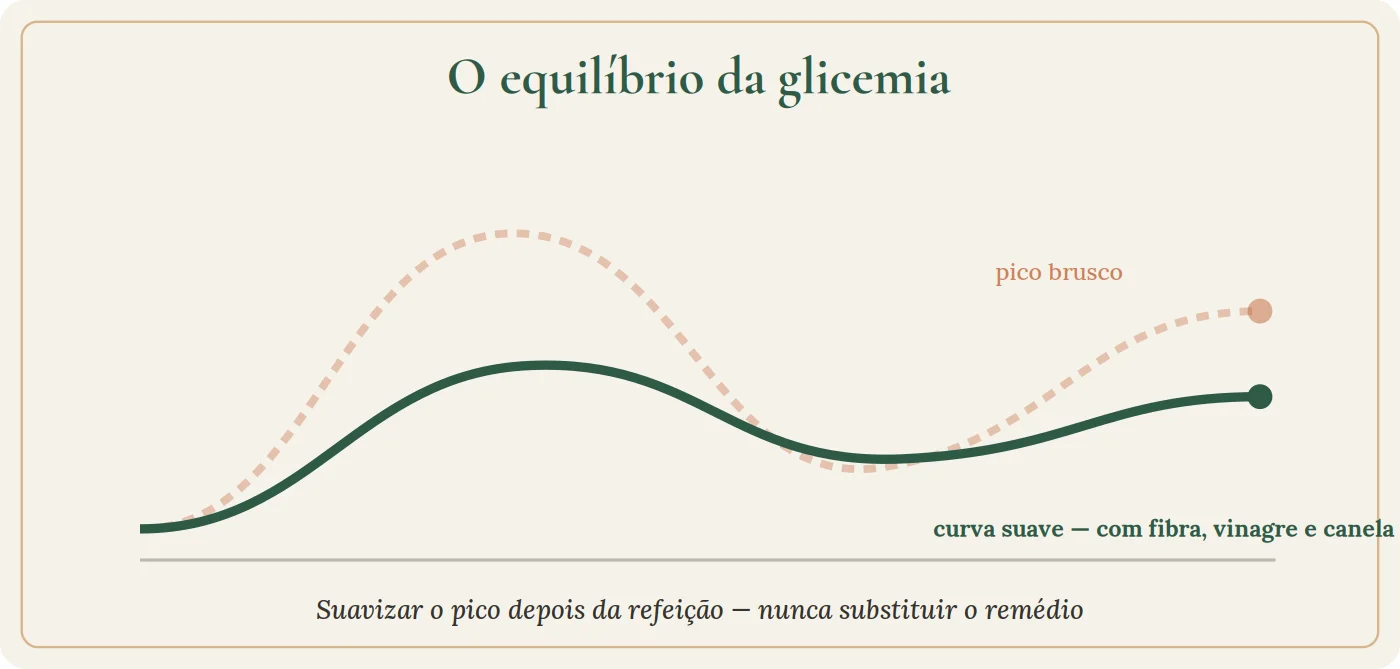 O equilíbrio da glicemia
pico brusco
curva suave — com fibra, vinagre e canela
Suavizar o pico depois da refeição — nunca substituir o remédio